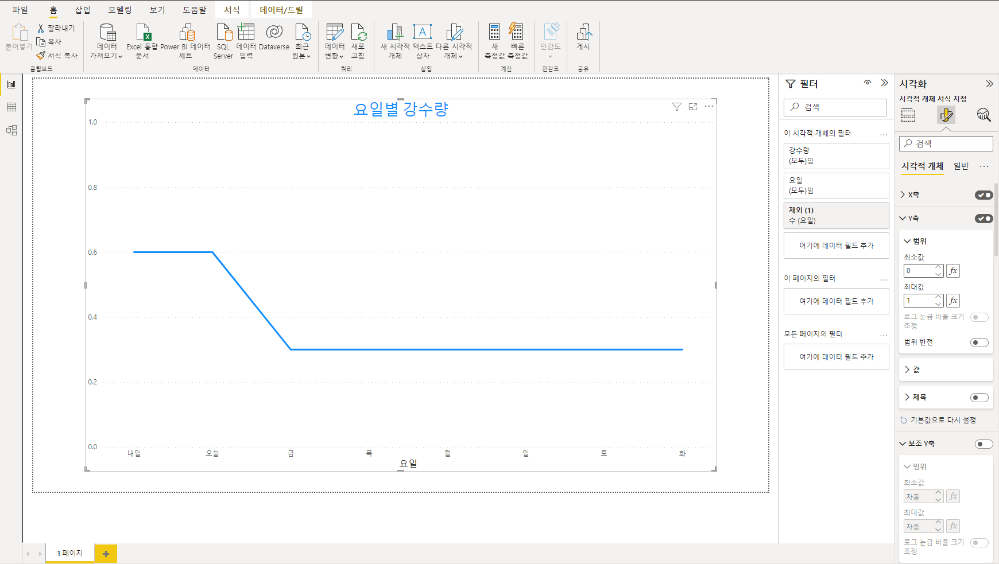 파일 홈 삽입 모델링 보기 도움말 서식 데이터/드릴
붙여넣기
잘라내기
복사
서식 복사
클립보드
데이터
가져오기
Excel 통합
문서
Power BI 데이터
세트
SQL
Server
데이터
입력
Dataverse
최근
원본
데이터
데이터
변환
새로
고침
쿼리
새 시각적
개체
텍스트
상자
다른 시각적
개체
삽입
새
측정값
빠른
측정값
계산
민감도
민감도
게시
공유
요일별 강수량
1.0
0.8
0.6
0.4
0.2
0.0
내일 오늘 금 목 월 일 토 화
요일
필터
검색
이 시각적 개체의 필터 ...
강수량
(모두)임
요일
(모두)임
제외 (1)
수 (요일)
여기에 데이터 필드 추가
이 페이지의 필터 ...
여기에 데이터 필드 추가
모든 페이지의 필터 ...
여기에 데이터 필드 추가
시각화
시각적 개체 서식 지정
검색
시각적 개체 일반 ...
X축
Y축
범위
최소값
0 fx
최대값
1 fx
로그 눈금 비율 크기
조정
범위 반전
값
제목
기본값으로 다시 설정
보조 Y축
범위
최소값
자동 fx
최대값
자동 fx
로그 눈금 비율 크기
조정
1 페이지